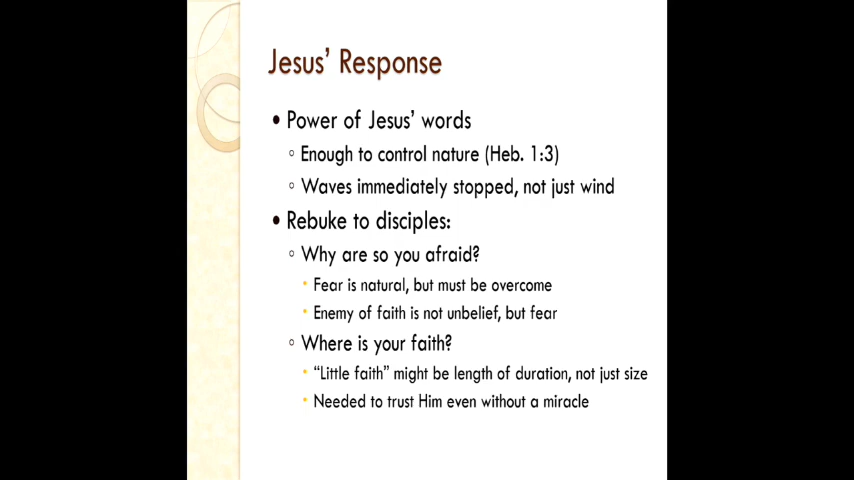 Jesus’ Response
• Power of Jesus’ words
◦ Enough to control nature (Heb. 1:3)
◦ Waves immediately stopped, not just wind
• Rebuke to disciples:
◦ Why are so you afraid?
• Fear is natural, but must be overcome
• Enemy of faith is not unbelief, but fear
◦ Where is your faith?
• “Little faith” might be length of duration, not just size
• Needed to trust Him even without a miracle